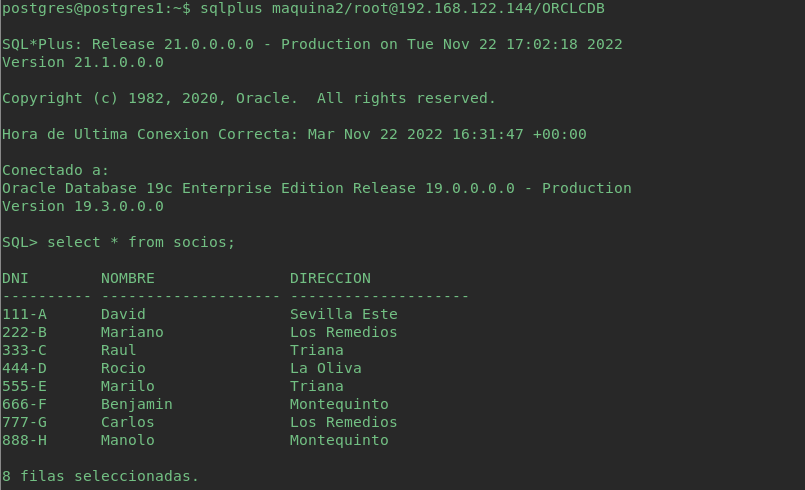 postgres@postgres1:~$ sqlplus maquina2/root@192.168.122.144/ORCLCDB
SQL*Plus: Release 21.0.0.0.0 - Production on Tue Nov 22 17:02:18 2022
Version 21.1.0.0.0
Copyright (c) 1982, 2020, Oracle.  All rights reserved.
Hora de Ultima Conexion Correcta: Mar Nov 22 2022 16:31:47 +00:00
Conectado a:
Oracle Database 19c Enterprise Edition Release 19.0.0.0.0 - Production
Version 19.3.0.0.0
SQL> select * from socios;
DNI        NOMBRE               DIRECCION
---------- -------------------- --------------------
111-A      David                Sevilla Este
222-B      Mariano              Los Remedios
333-C      Raul                 Triana
444-D      Rocio                La Oliva
555-E      Marilo               Triana
666-F      Benjamin             Montequinto
777-G      Carlos               Los Remedios
888-H      Manolo               Montequinto
8 filas seleccionadas.